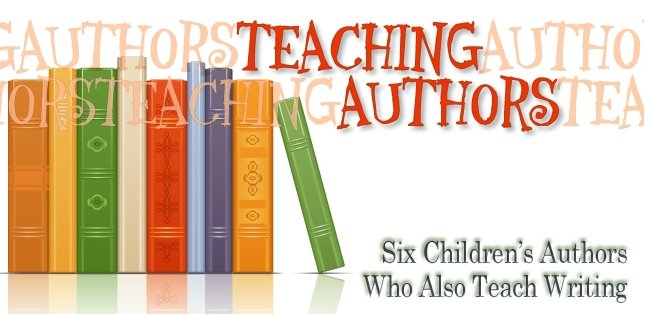 GAUTHORSTEACHINGAUTHO
HORSTEACHINGAUTHORSTEA
Six Children's Authors
Who Also Teach Writing